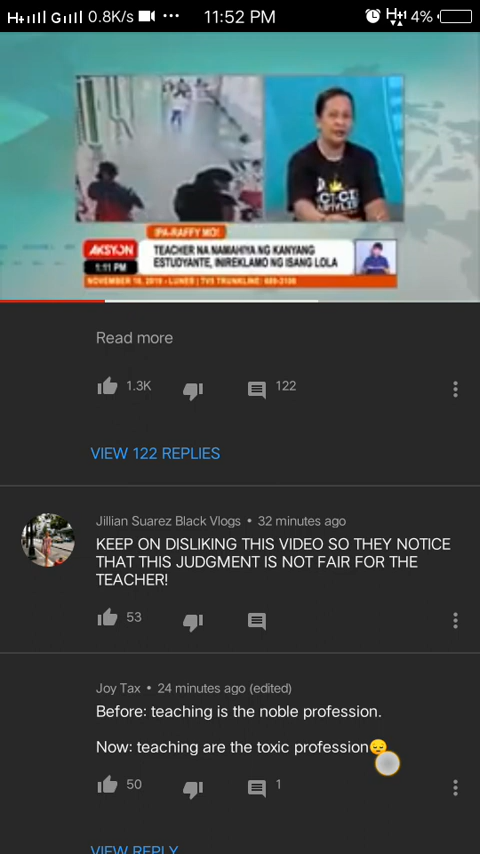 0.8K/s
11:52 PM
4%
IPA-RAFFY MO!
AKSYON
1:11 PM
TEACHER NA NAMAHIYA NG KANYANG
ESTUDYANTE, INIREKLAMO NG ISANG LOLA
NOVEMBER 18, 2019 - LUNES | TV5 TRUNKLINE:
Read more
1.3K
122
VIEW 122 REPLIES
Jillian Suarez Black Vlogs • 32 minutes ago
KEEP ON DISLIKING THIS VIDEO SO THEY NOTICE
THAT THIS JUDGMENT IS NOT FAIR FOR THE
TEACHER!
53
Joy Tax • 24 minutes ago (edited)
Before: teaching is the noble profession.
Now: teaching are the toxic profession😔
50
1
VIEW REPLY